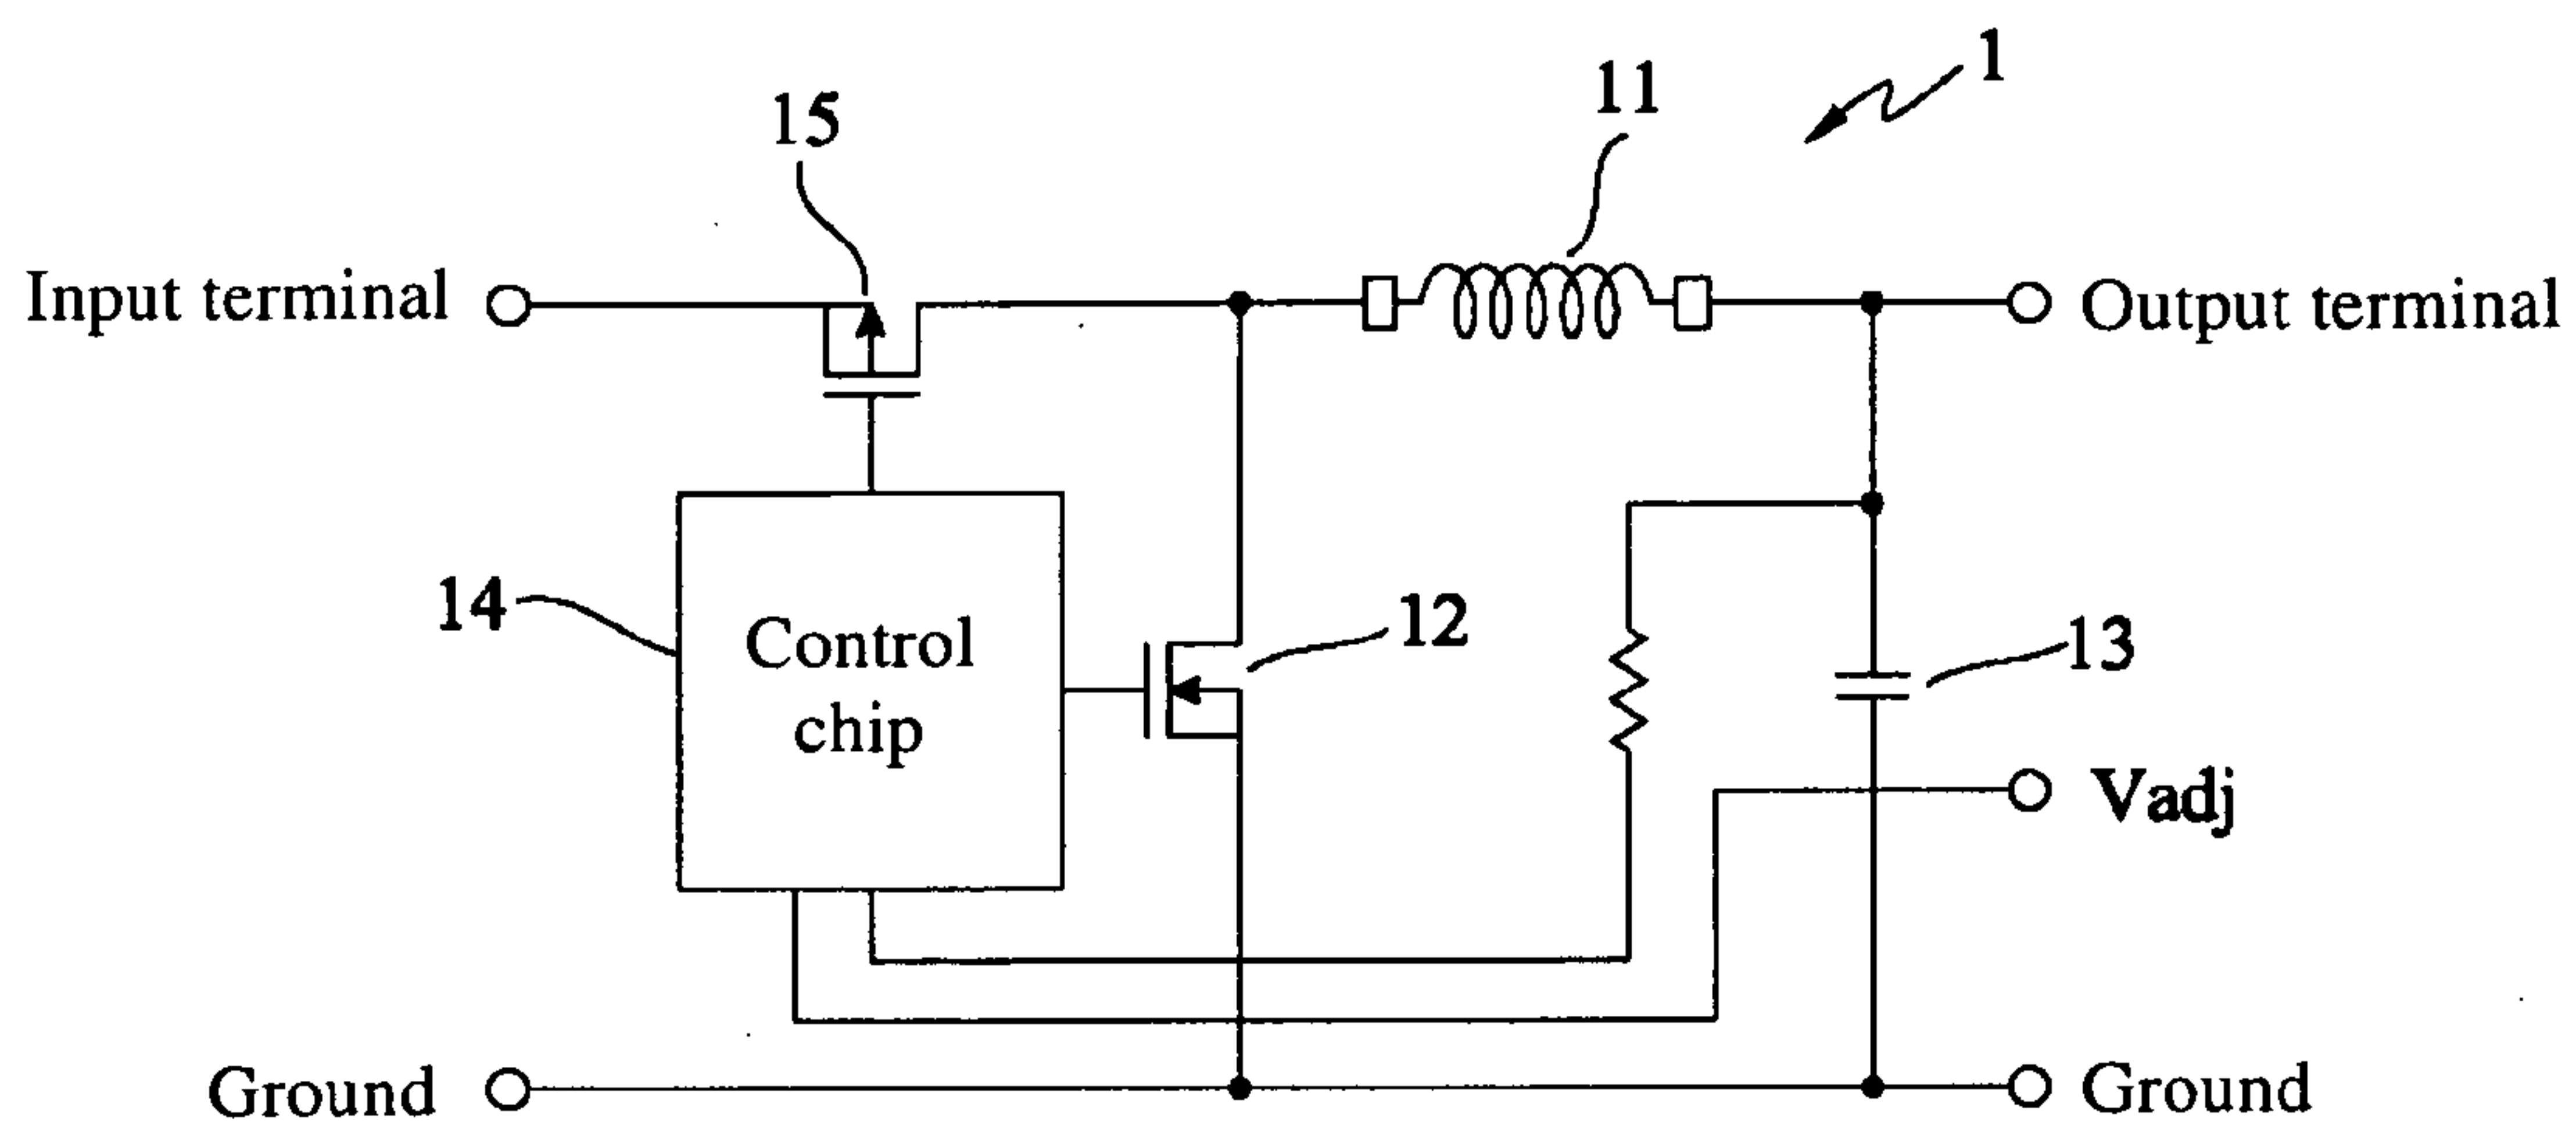 1
11
15
Input terminal
Output terminal
14
Control
chip
12
13
Vadj
Ground
Ground